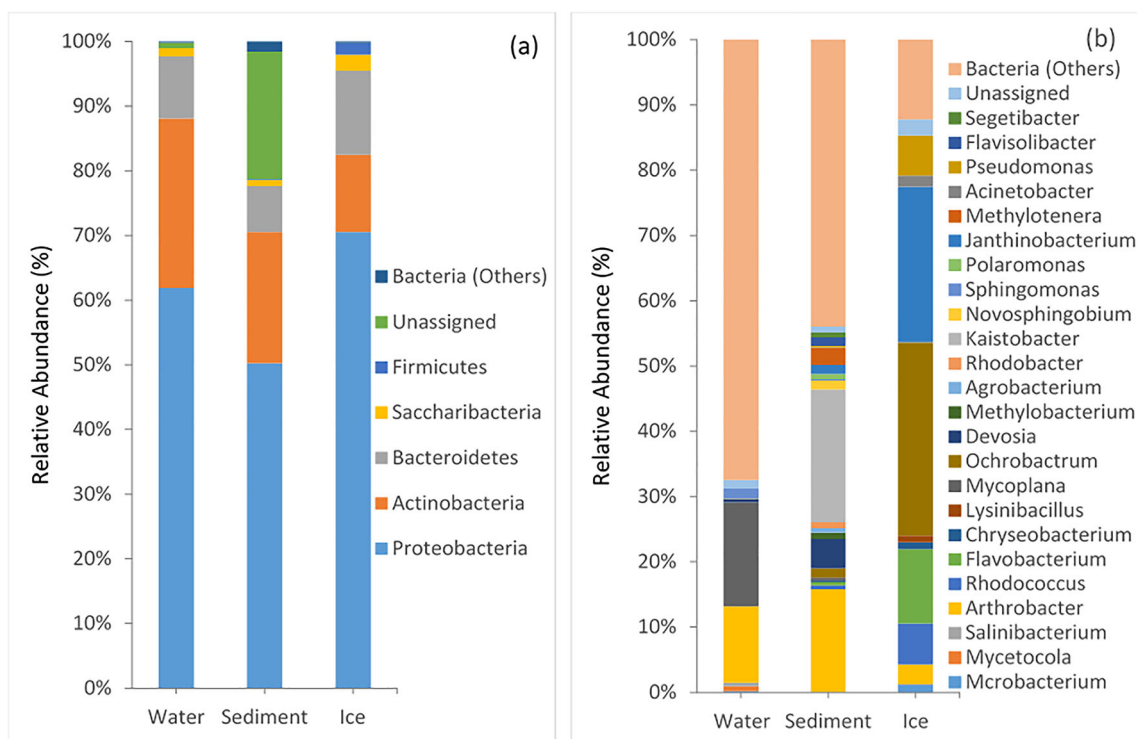 (a)
Relative Abundance (%)
100%
90%
80%
70%
60%
50%
40%
30%
20%
10%
0%
Water Sediment Ice
Bacteria (Others)
Unassigned
Firmicutes
Saccharibacteria
Bacteroidetes
Actinobacteria
Proteobacteria
(b)
Relative Abundance (%)
100%
90%
80%
70%
60%
50%
40%
30%
20%
10%
0%
Water Sediment Ice
Bacteria (Others)
Unassigned
Segetibacter
Flavisolibacter
Pseudomonas
Acinetobacter
Methylotenera
Janthinobacterium
Polaromonas
Sphingomonas
Novosphingobium
Kaistobacter
Rhodobacter
Agrobacterium
Methylobacterium
Devosia
Ochrobactrum
Mycoplana
Lysinibacillus
Chryseobacterium
Flavobacterium
Rhodococcus
Arthrobacter
Salinibacterium
Mycetocola
Mcrobacterium